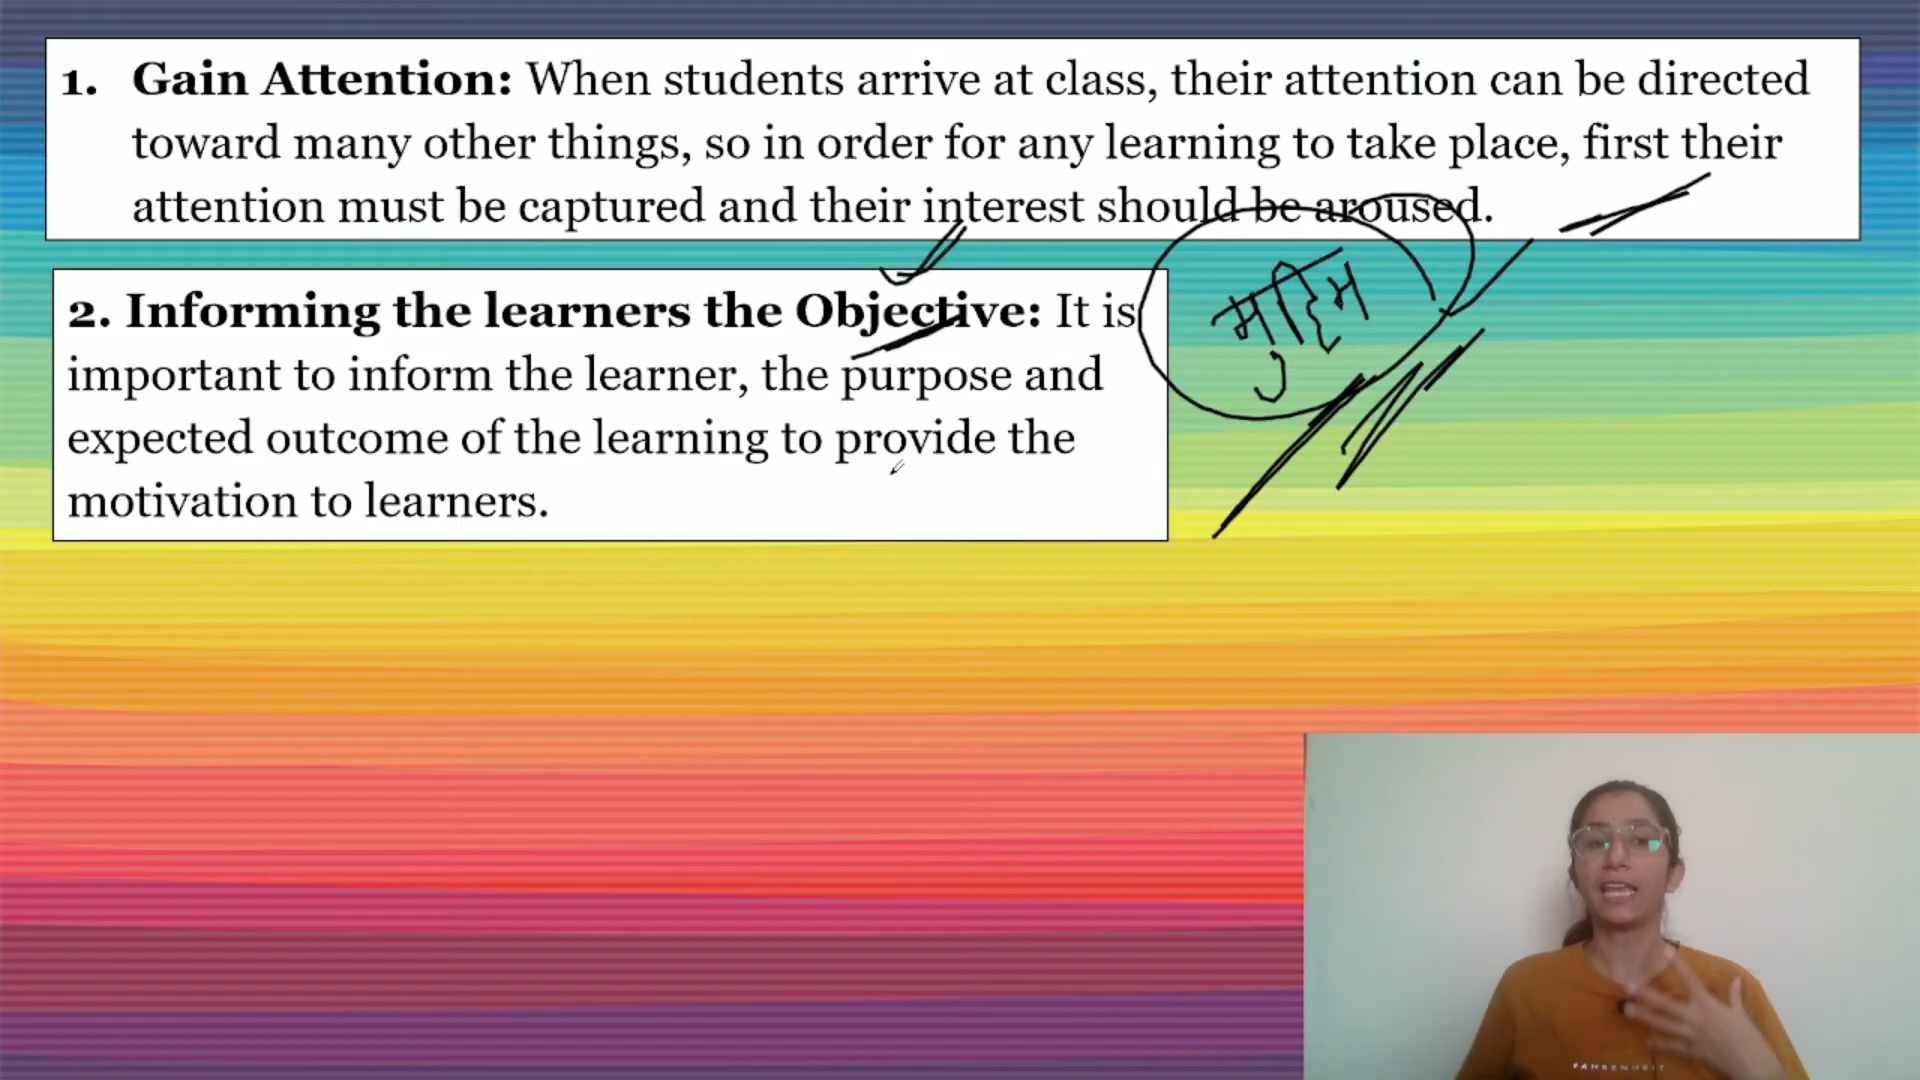 1. Gain Attention: When students arrive at class, their attention can be directed
toward many other things, so in order for any learning to take place, first their
attention must be captured and their interest should be aroused.
2. Informing the learners the Objective: It is
important to inform the learner, the purpose and
expected outcome of the learning to provide the
motivation to learners.
FAHRENHEIT